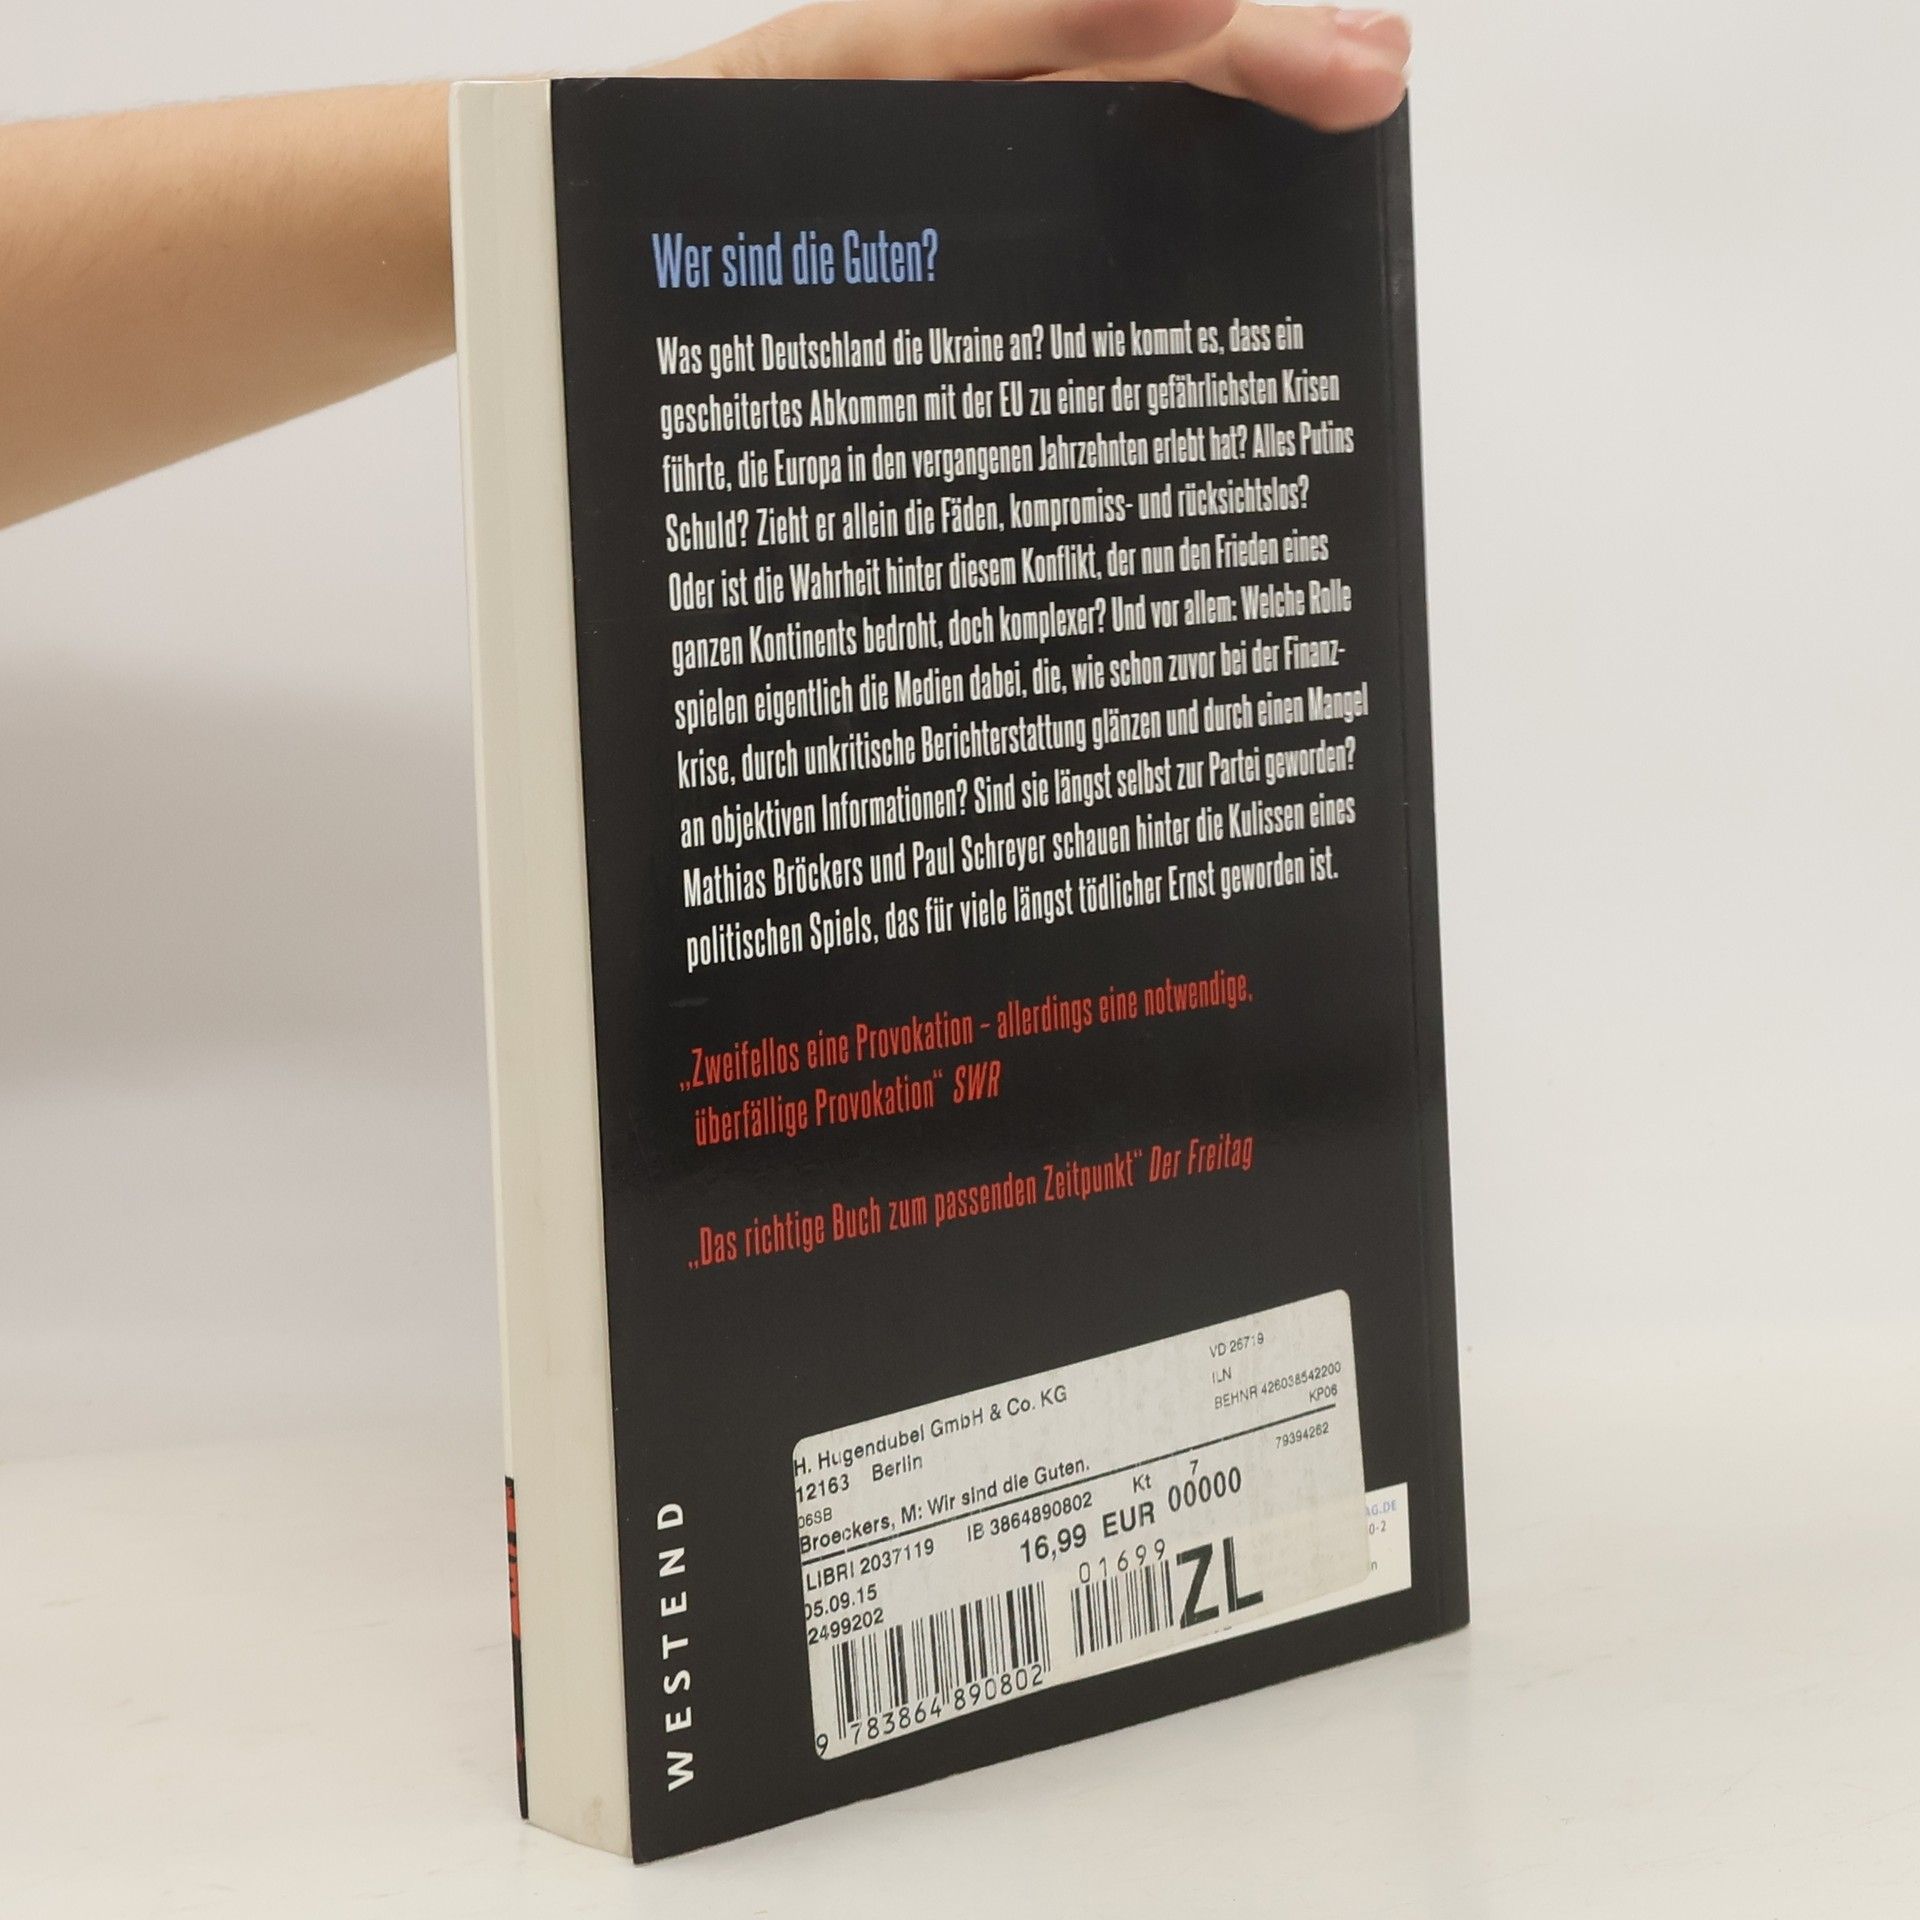 Wer sind die Guten?
Was geht Deutschland die Ukraine an? Und wie kommt es, dass ein
gescheitertes Abkommen mit der EU zu einer der gefährlichsten Krisen
führte, die Europa in den vergangenen Jahrzehnten erlebt hat? Alles Putins
Schuld? Zieht er allein die Fäden, kompromiss- und rücksichtslos?
Oder ist die Wahrheit hinter diesem Konflikt, der nun den Frieden eines
ganzen Kontinents bedroht, doch komplexer? Und vor allem: Welche Rolle
spielen eigentlich die Medien dabei, die, wie schon zuvor bei der Finanz-
krise, durch unkritische Berichterstattung glänzen und durch einen Mangel
an objektiven Informationen? Sind sie längst selbst zur Partei geworden?
Mathias Bröckers und Paul Schreyer schauen hinter die Kulissen eines
politischen Spiels, das für viele längst tödlicher Ernst geworden ist.
„Zweifellos eine Provokation – allerdings eine notwendige,
überfällige Provokation“ SWR
„Das richtige Buch zum passenden Zeitpunkt“ Der Freitag
WESTEND
H. Hugendubel GmbH & Co. KG
12163 Berlin
06SB
VD 26719
ILN
BEHNR 426038542200
KP06
Broeckers, M: Wir sind die Guten.
79394262
LIBRI 2037119 IB 3864890802 Kt 7
05.09.15 16,99 EUR 00000
2499202
01699
ZL
9 783864 890802
AG.DE
0-2